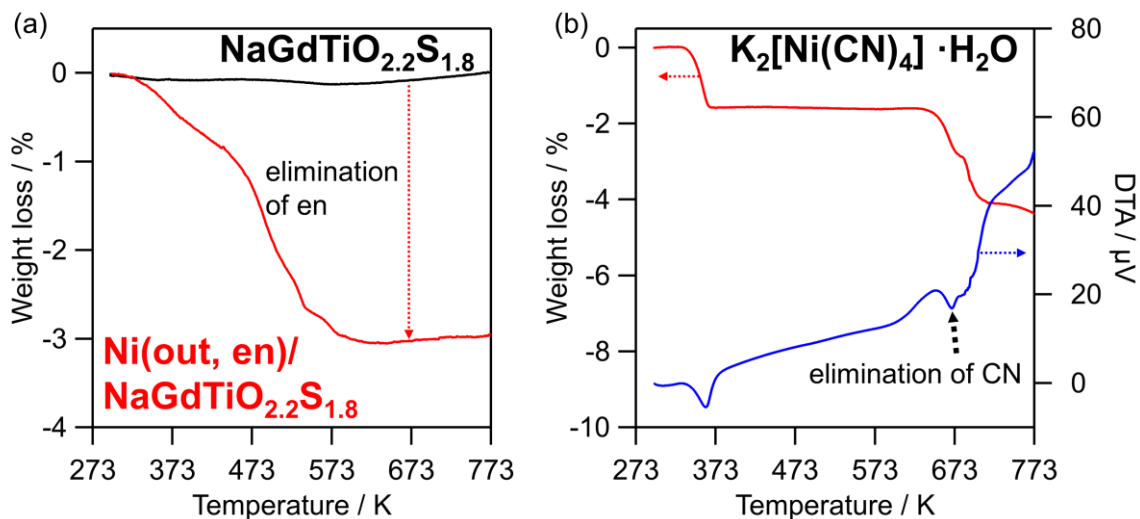 (a)
NaGdTiO2.2S1.8
0
-1
-2
-3
-4
Weight loss / %
elimination
of en
Ni(out, en)/
NaGdTiO2.2S1.8
273 373 473 573 673 773
Temperature / K
(b)
K2[Ni(CN)4] ·H2O
0
-2
-4
-6
-8
-10
Weight loss / %
80
60
40
20
0
DTA / μV
elimination of CN
273 373 473 573 673 773
Temperature / K